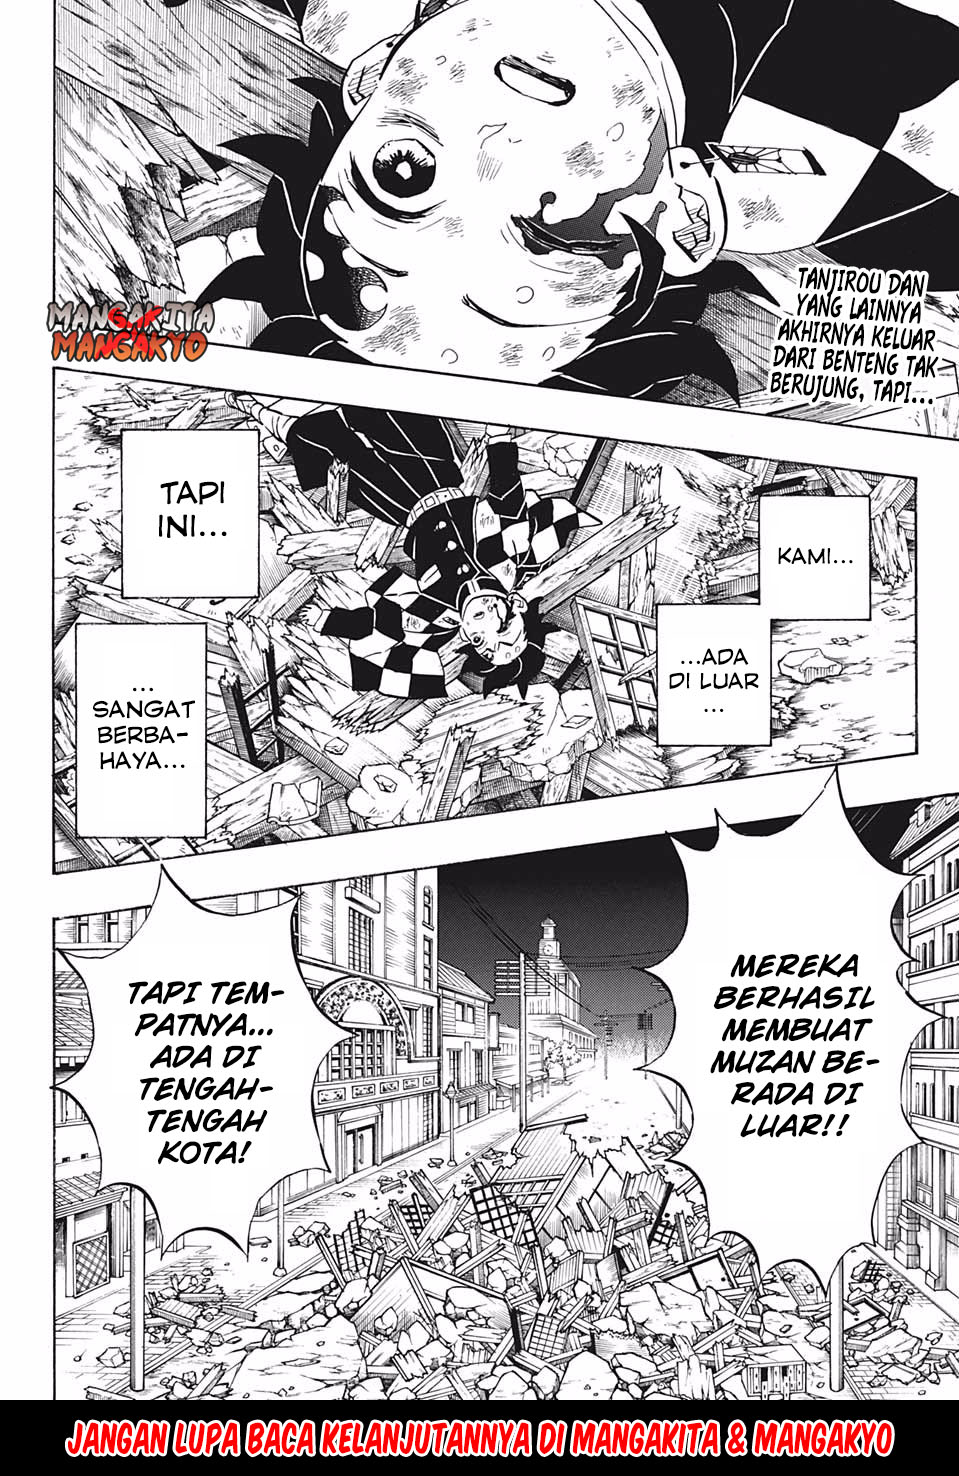 TANJIROU DAN
YANG LAINNYA
AKHIRNYA KELUAR
DARI BENTENG TAK
BERUJUNG, TAPI...
MANGAKITA
MANGAKYO
KAMI...
...ADA
DI LUAR
...
TAPI
INI...
...
SANGAT
BERBA-
HAYA...
MEREKA
BERHASIL
MEMBUAT
MUZAN BE-
RADA DI
LUAR!!
TAPI TEM-
PATNYA...
ADA DI
TENGAH-
TENGAH
KOTA!
JANGAN LUPA BACA KELANJUTANNYA DI MANGAKITA & MANGAKYO